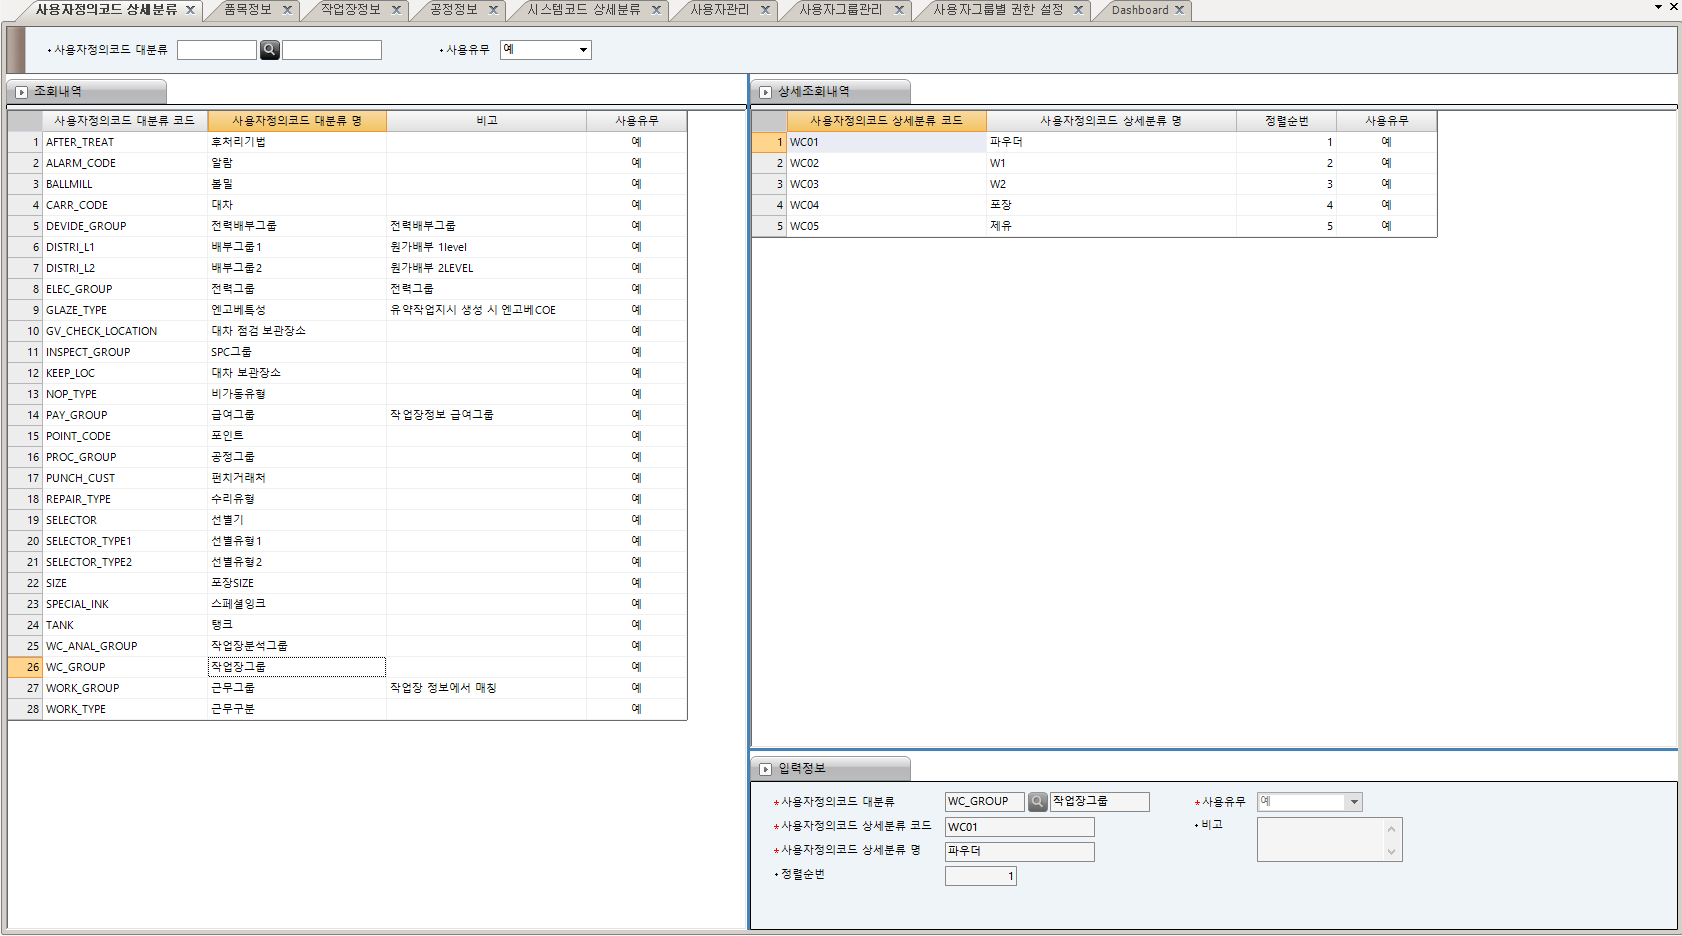 사용자정의코드 상세분류 품목정보 작업장정보 공정정보 시스템코드 상세분류 사용자관리 사용자그룹관리 사용자그룹별 권한 설정 Dashboard
사용자정의코드 대분류 사용유무 예
조회내역
사용자정의코드 대분류 코드 사용자정의코드 대분류 명 비고 사용유무
1 AFTER_TREAT 후처리기법 예
2 ALARM_CODE 알람 예
3 BALLMILL 볼밀 예
4 CARR_CODE 대차 예
5 DEVIDE_GROUP 전력배부그룹 전력배부그룹 예
6 DISTRI_L1 배부그룹1 원가배부 1level 예
7 DISTRI_L2 배부그룹2 원가배부 2LEVEL 예
8 ELEC_GROUP 전력그룹 전력그룹 예
9 GLAZE_TYPE 엔고베특성 유약작업지시 생성 시 엔고베COE 예
10 GV_CHECK_LOCATION 대차 점검 보관장소 예
11 INSPECT_GROUP SPC그룹 예
12 KEEP_LOC 대차 보관장소 예
13 NOP_TYPE 비가동유형 예
14 PAY_GROUP 급여그룹 작업장정보 급여그룹 예
15 POINT_CODE 포인트 예
16 PROC_GROUP 공정그룹 예
17 PUNCH_CUST 펀치거래처 예
18 REPAIR_TYPE 수리유형 예
19 SELECTOR 선별기 예
20 SELECTOR_TYPE1 선별유형1 예
21 SELECTOR_TYPE2 선별유형2 예
22 SIZE 포장SIZE 예
23 SPECIAL_INK 스페셜잉크 예
24 TANK 탱크 예
25 WC_ANAL_GROUP 작업장분석그룹 예
26 WC_GROUP 작업장그룹 예
27 WORK_GROUP 근무그룹 작업장 정보에서 매칭 예
28 WORK_TYPE 근무구분 예
상세조회내역
사용자정의코드 상세분류 코드 사용자정의코드 상세분류 명 정렬순번 사용유무
1 WC01 파우더 1 예
2 WC02 W1 2 예
3 WC03 W2 3 예
4 WC04 포장 4 예
5 WC05 제유 5 예
입력정보
*사용자정의코드 대분류 WC_GROUP 작업장그룹 *사용유무 예
*사용자정의코드 상세분류 코드 WC01 비고
*사용자정의코드 상세분류 명 파우더
정렬순번 1